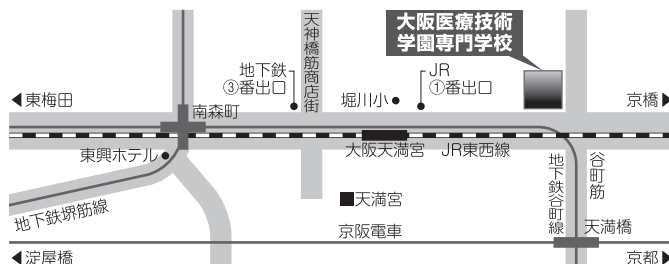 大阪医療技術
学園専門学校
天神橋筋商店街
地下鉄
③番出口
JR
①番出口
堀川小
◀東梅田
京橋▶
南森町
東興ホテル
大阪天満宮
JR東西線
地下鉄堺筋線
天満宮
地下鉄谷町線
谷町筋
天満橋
京阪電車
◀淀屋橋
京都▶